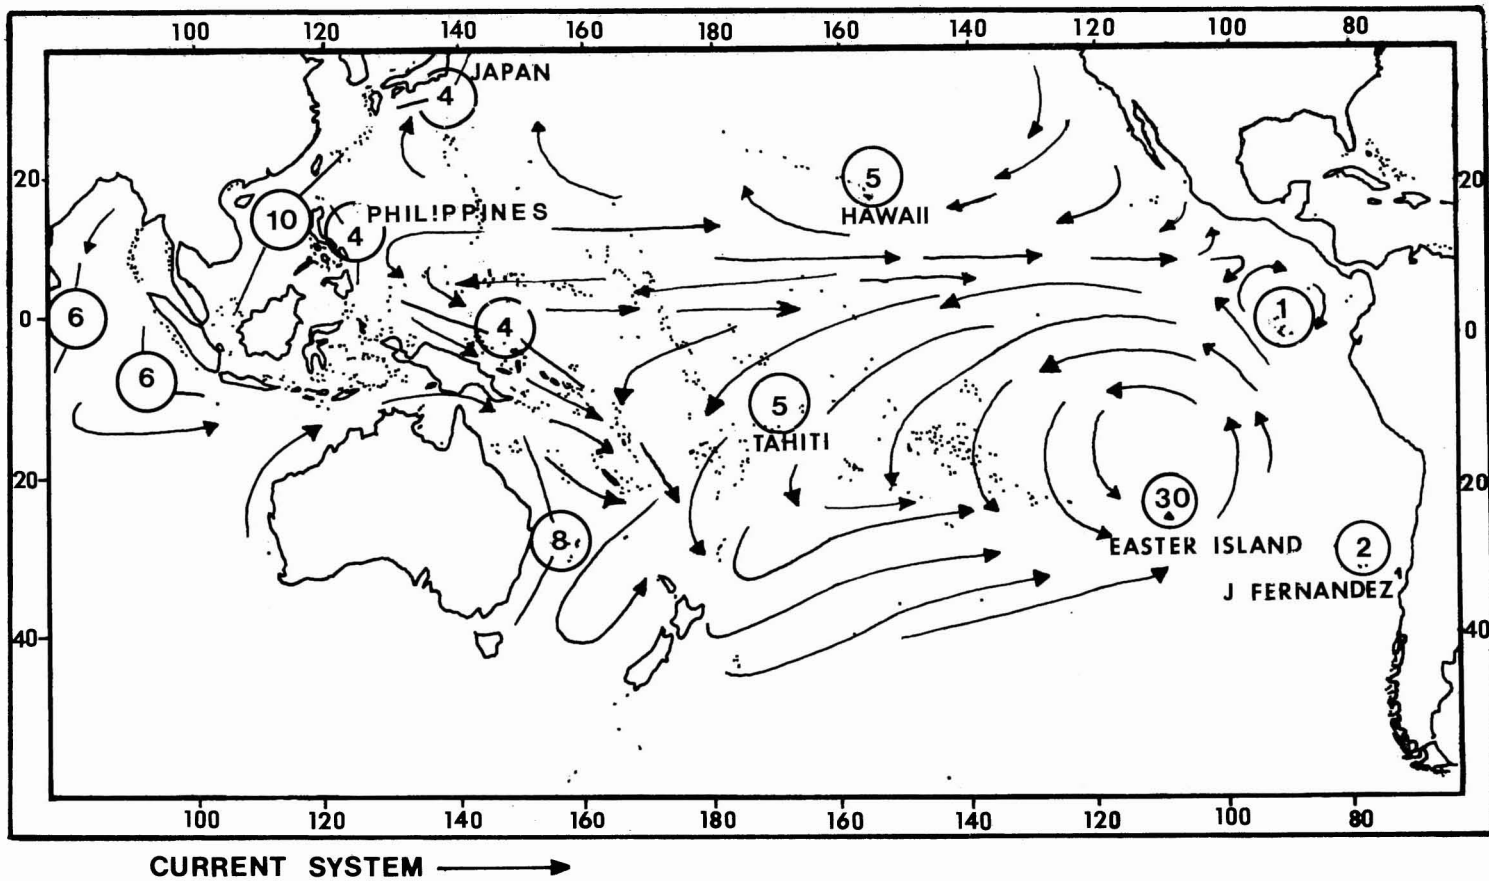 100 120 140 160 180 160 140 120 100 80
JAPAN
4
20 20
5
HAWAII
10
PHILIPPINES
4
6
0 0
4
1
6
5
TAHITI
20 20
30
EASTER ISLAND
8
2
J FERNANDEZ
40 40
100 120 140 160 180 160 140 120 100 80
CURRENT SYSTEM